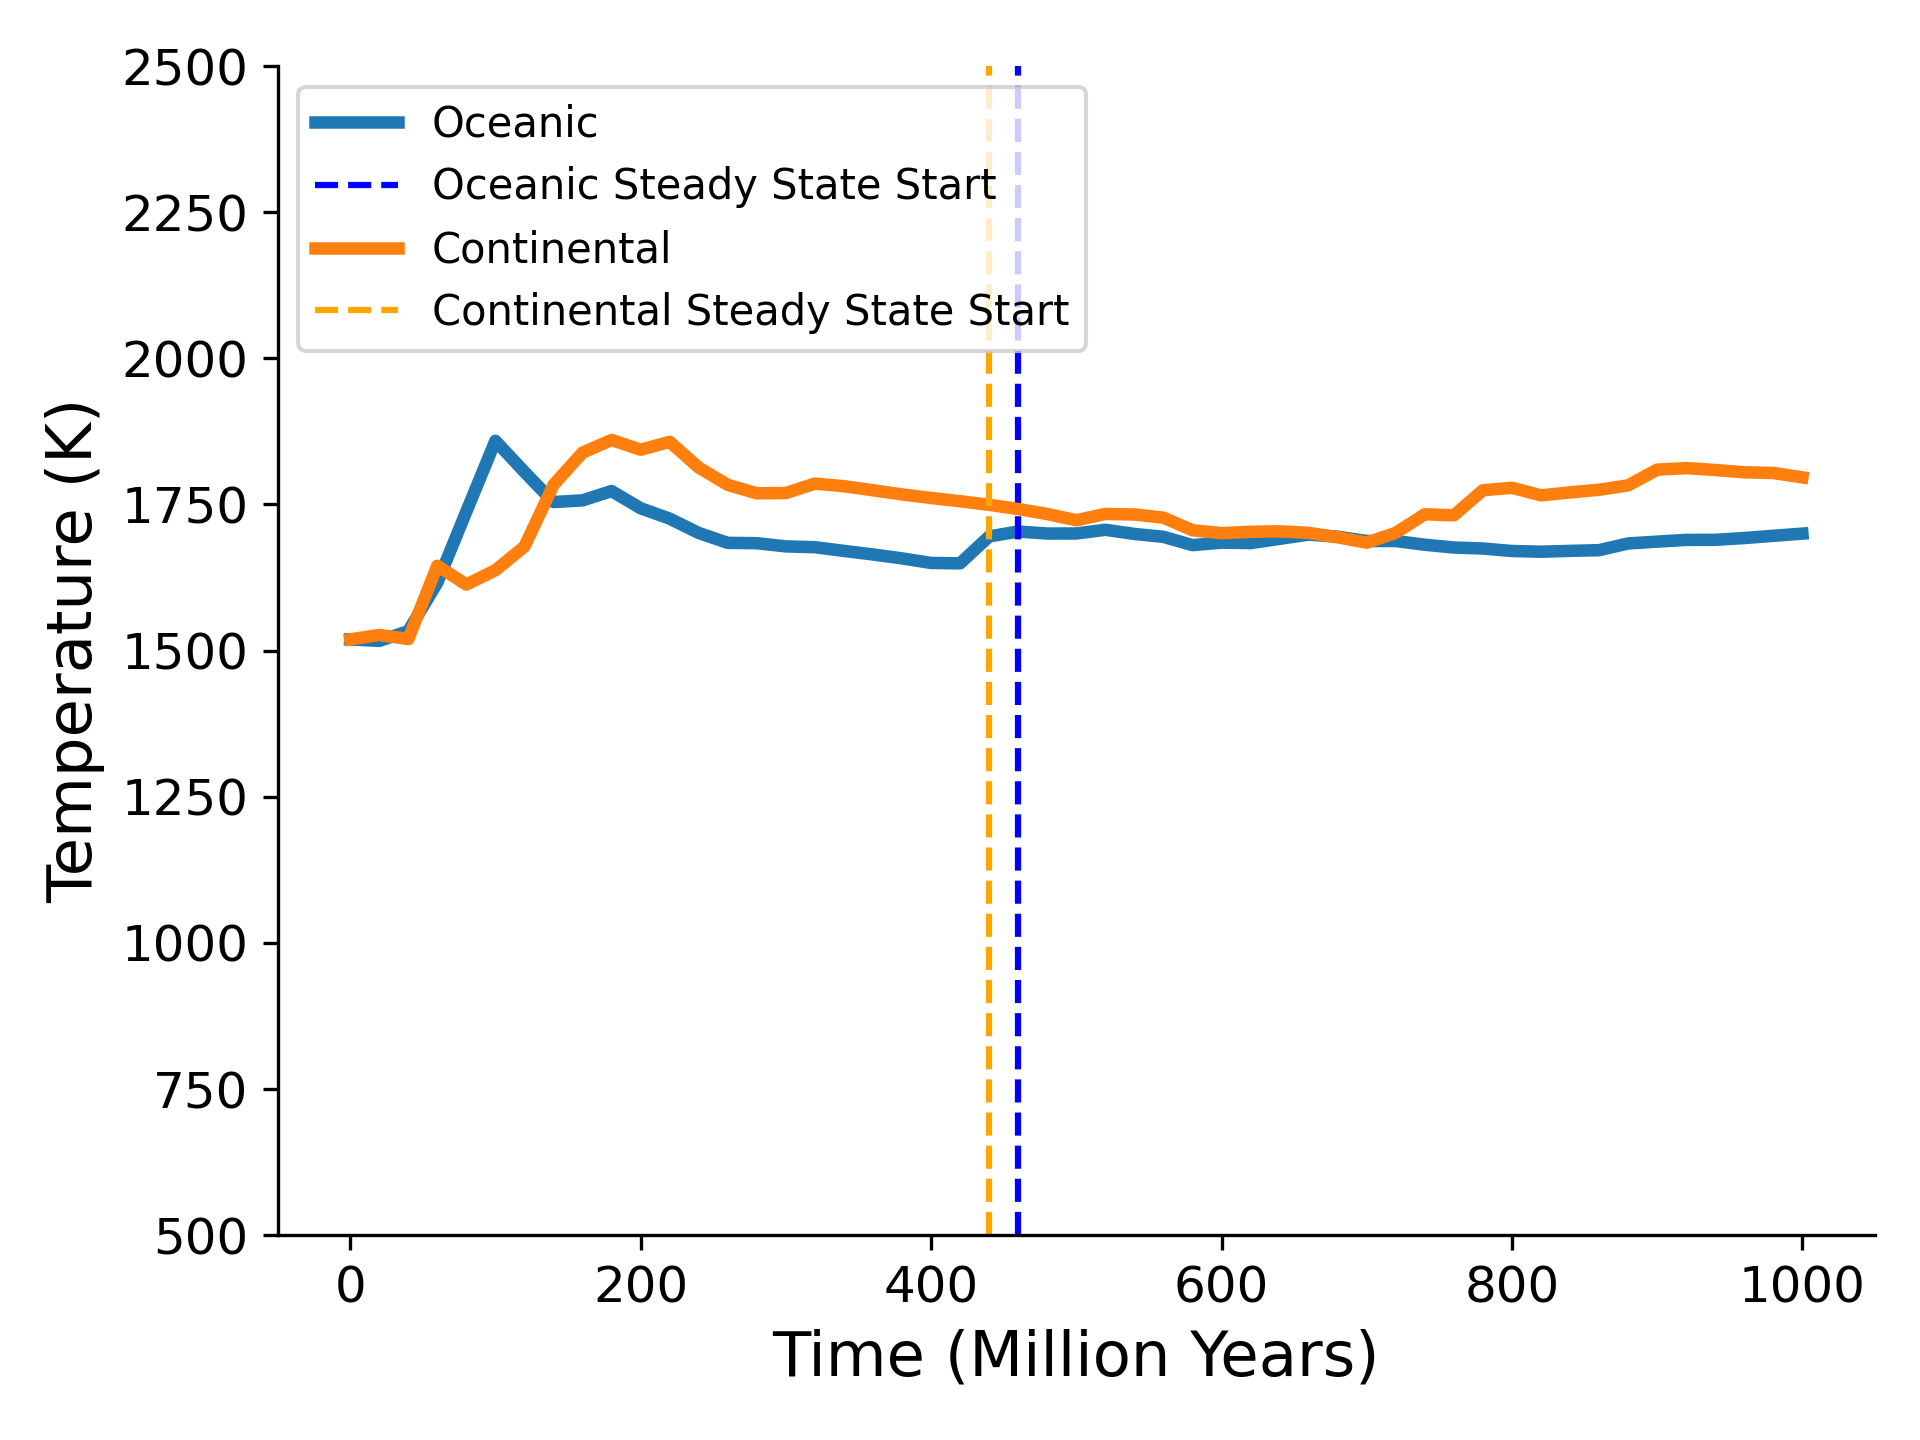 2500
2250
2000
1750
1500
1250
1000
750
500
Temperature (K)
Oceanic
Oceanic Steady State Start
Continental
Continental Steady State Start
0 200 400 600 800 1000
Time (Million Years)